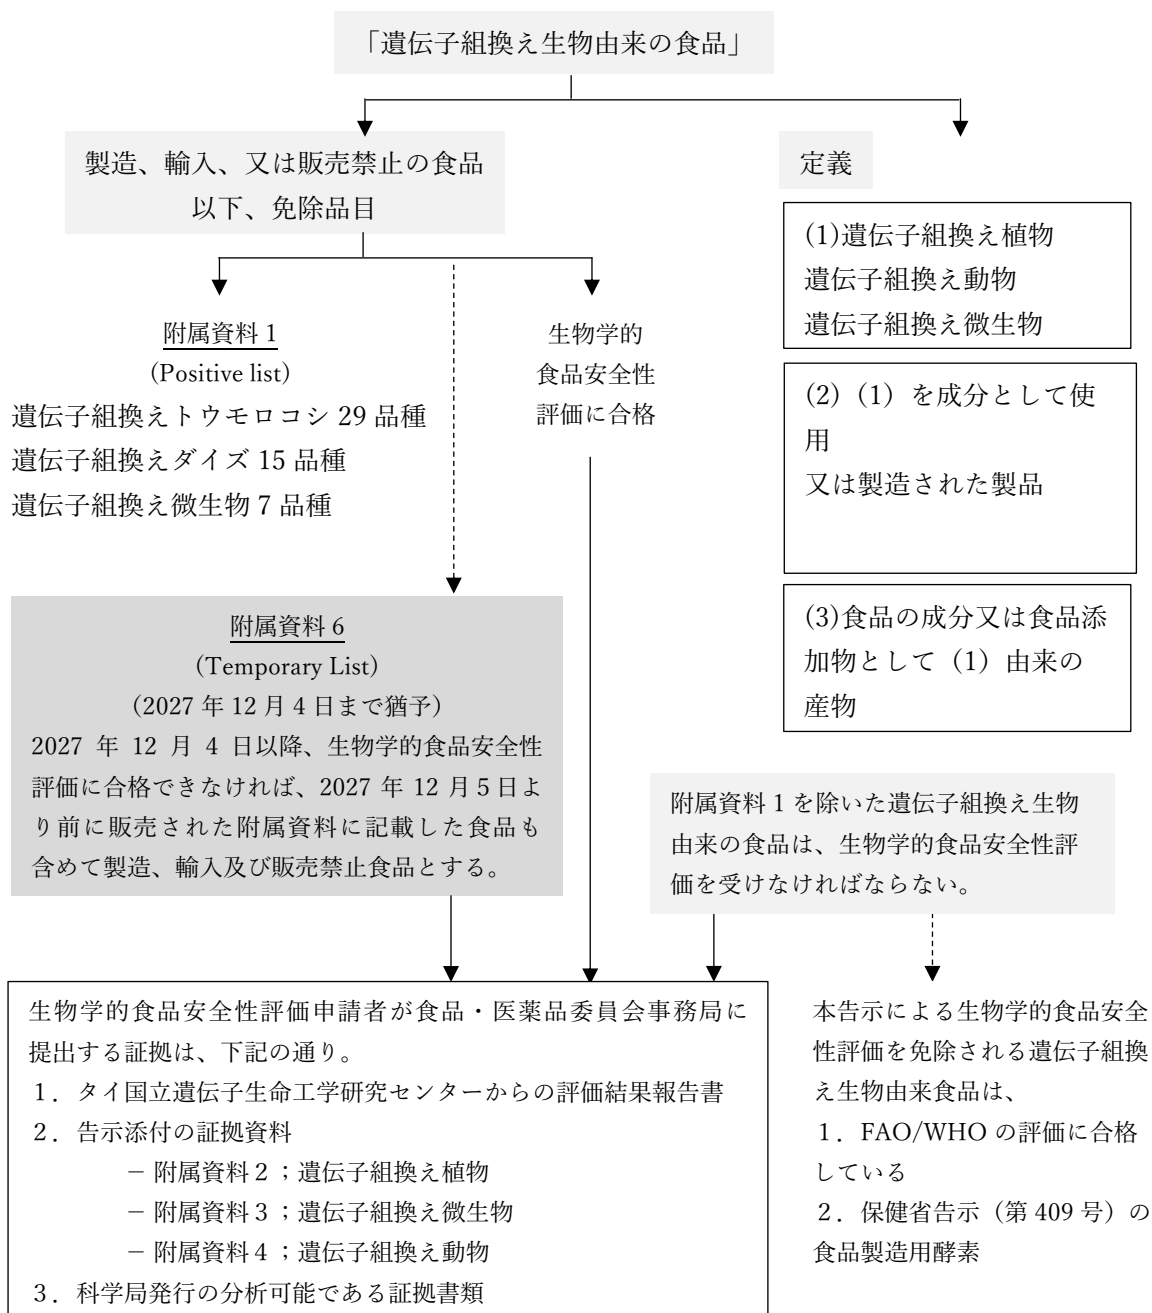 「遺伝子組換え生物由来の食品」
製造、輸入、又は販売禁止の食品
以下、免除品目
定義
(1)遺伝子組換え植物
遺伝子組換え動物
遺伝子組換え微生物
(2)（1）を成分として使
用
又は製造された製品
(3)食品の成分又は食品添
加物として（1）由来の
産物
附属資料 1
(Positive list)
遺伝子組換えトウモロコシ 29 品種
遺伝子組換えダイズ 15 品種
遺伝子組換え微生物 7 品種
生物学的
食品安全性
評価に合格
附属資料 6
(Temporary List)
（2027 年 12 月 4 日まで猶予）
2027 年 12 月 4 日以降、生物学的食品安全性
評価に合格できなければ、2027 年 12 月 5 日よ
り前に販売された附属資料に記載した食品も
含めて製造、輸入及び販売禁止食品とする。
附属資料 1 を除いた遺伝子組換え生物
由来の食品は、生物学的食品安全性評
価を受けなければならない。
生物学的食品安全性評価申請者が食品・医薬品委員会事務局に
提出する証拠は、下記の通り。
１．タイ国立遺伝子生命工学研究センターからの評価結果報告書
２．告示添付の証拠資料
－ 附属資料２；遺伝子組換え植物
－ 附属資料３；遺伝子組換え微生物
－ 附属資料４；遺伝子組換え動物
３．科学局発行の分析可能である証拠書類
本告示による生物学的食品安全
性評価を免除される遺伝子組換
え生物由来食品は、
１．FAO/WHO の評価に合格
している
２．保健省告示（第 409 号）の
食品製造用酵素